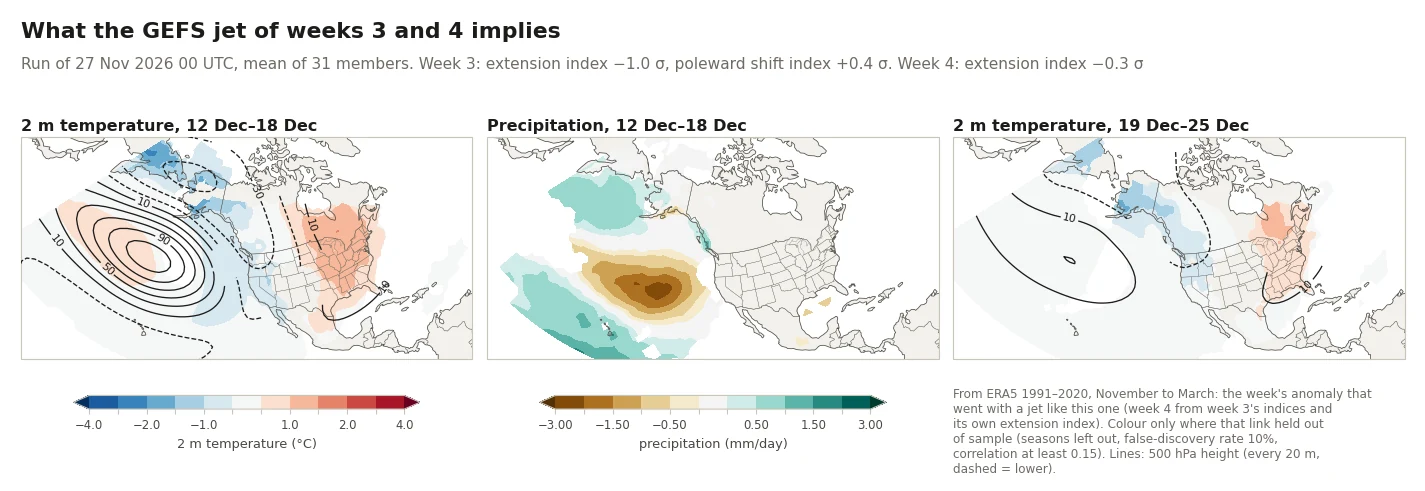 What the GEFS jet of weeks 3 and 4 implies
Run of 27 Nov 2026 00 UTC, mean of 31 members. Week 3: extension index −1.0 σ, poleward shift index +0.4 σ. Week 4: extension index −0.3 σ
2 m temperature, 12 Dec–18 Dec
Precipitation, 12 Dec–18 Dec
2 m temperature, 19 Dec–25 Dec
10
10
90
50
10
10
−4.0 −2.0 −1.0 1.0 2.0 4.0
2 m temperature (°C)
−3.00 −1.50 −0.50 0.50 1.50 3.00
precipitation (mm/day)
From ERA5 1991–2020, November to March: the week's anomaly that
went with a jet like this one (week 4 from week 3's indices and
its own extension index). Colour only where that link held out
of sample (seasons left out, false-discovery rate 10%,
correlation at least 0.15). Lines: 500 hPa height (every 20 m,
dashed = lower).